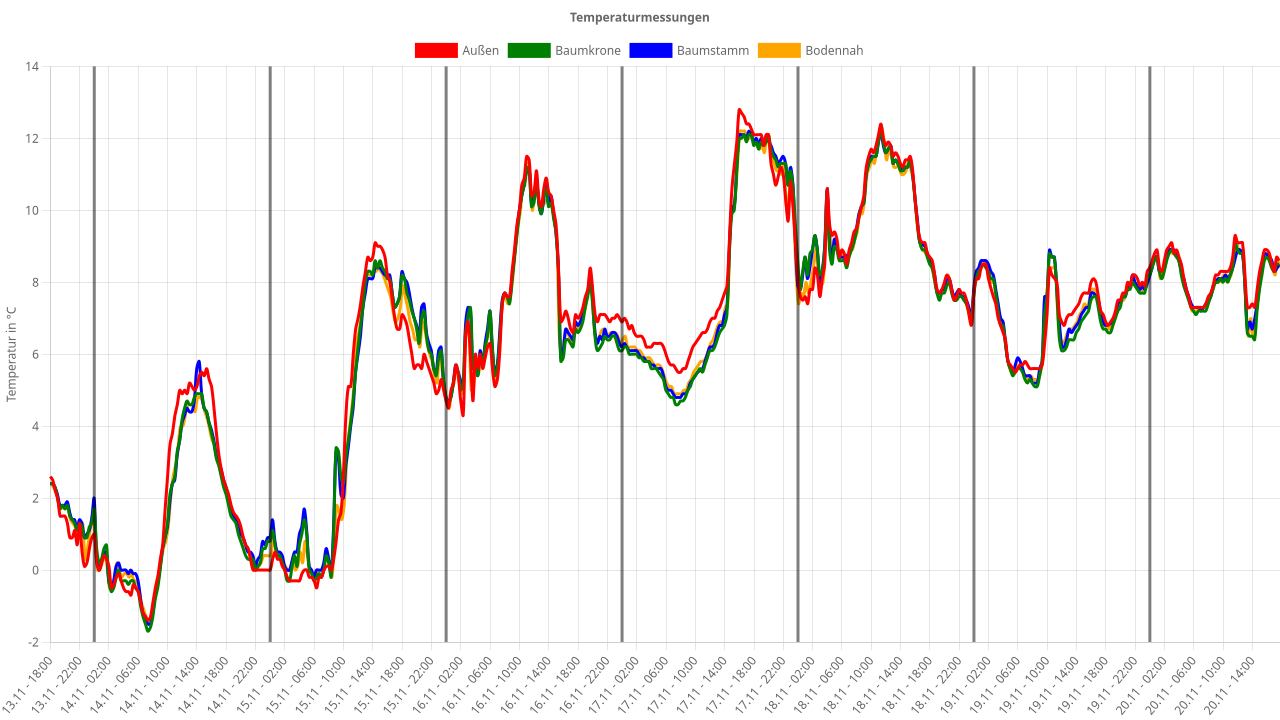 Temperaturmessungen
Außen Baumkrone Baumstamm Bodennah
Temperatur in °C
14
12
10
8
6
4
2
0
-2
13.11 - 18:00
13.11 - 22:00
14.11 - 02:00
14.11 - 06:00
14.11 - 10:00
14.11 - 14:00
14.11 - 18:00
14.11 - 22:00
15.11 - 02:00
15.11 - 06:00
15.11 - 10:00
15.11 - 14:00
15.11 - 18:00
15.11 - 22:00
16.11 - 02:00
16.11 - 06:00
16.11 - 10:00
16.11 - 14:00
16.11 - 18:00
16.11 - 22:00
17.11 - 02:00
17.11 - 06:00
17.11 - 10:00
17.11 - 14:00
17.11 - 18:00
17.11 - 22:00
18.11 - 02:00
18.11 - 06:00
18.11 - 10:00
18.11 - 14:00
18.11 - 18:00
18.11 - 22:00
19.11 - 02:00
19.11 - 06:00
19.11 - 10:00
19.11 - 14:00
19.11 - 18:00
19.11 - 22:00
20.11 - 02:00
20.11 - 06:00
20.11 - 10:00
20.11 - 14:00